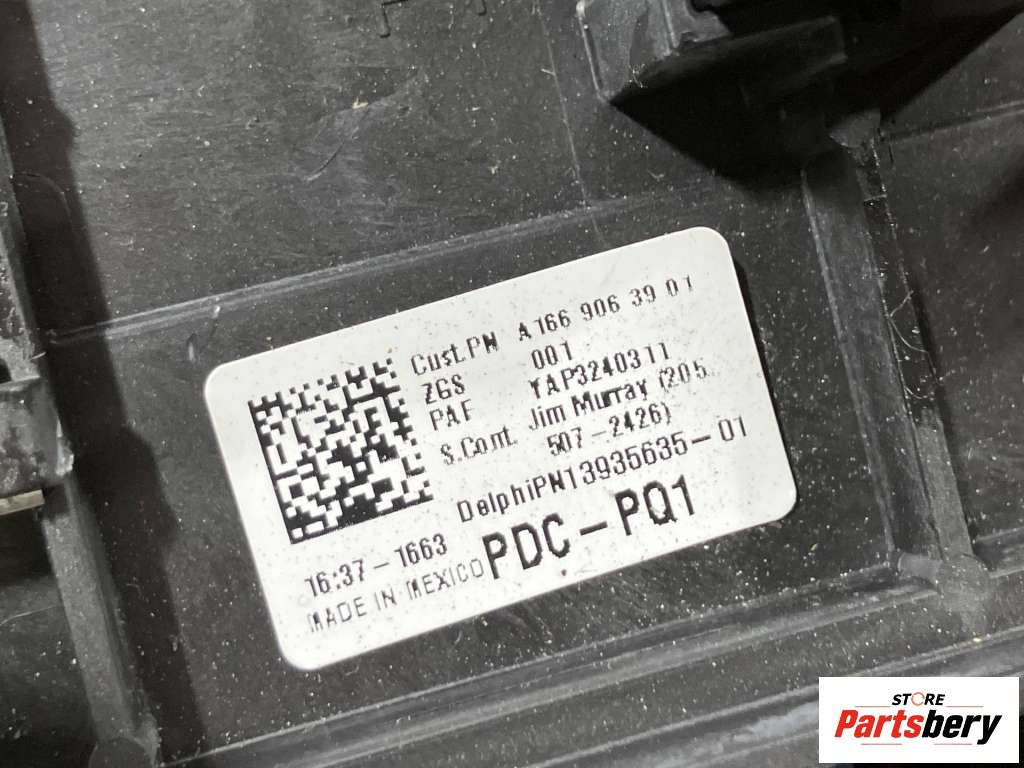 Cust.PN A 166 906 39 01
ZGS 001
PAF YAP3240311
S.Cont. Jim Murray (205
507-2426)
DelphiPN13935635-01
16:37-1663
PDC-PQ1
MADE IN MEXICO
STORE
Partsbery